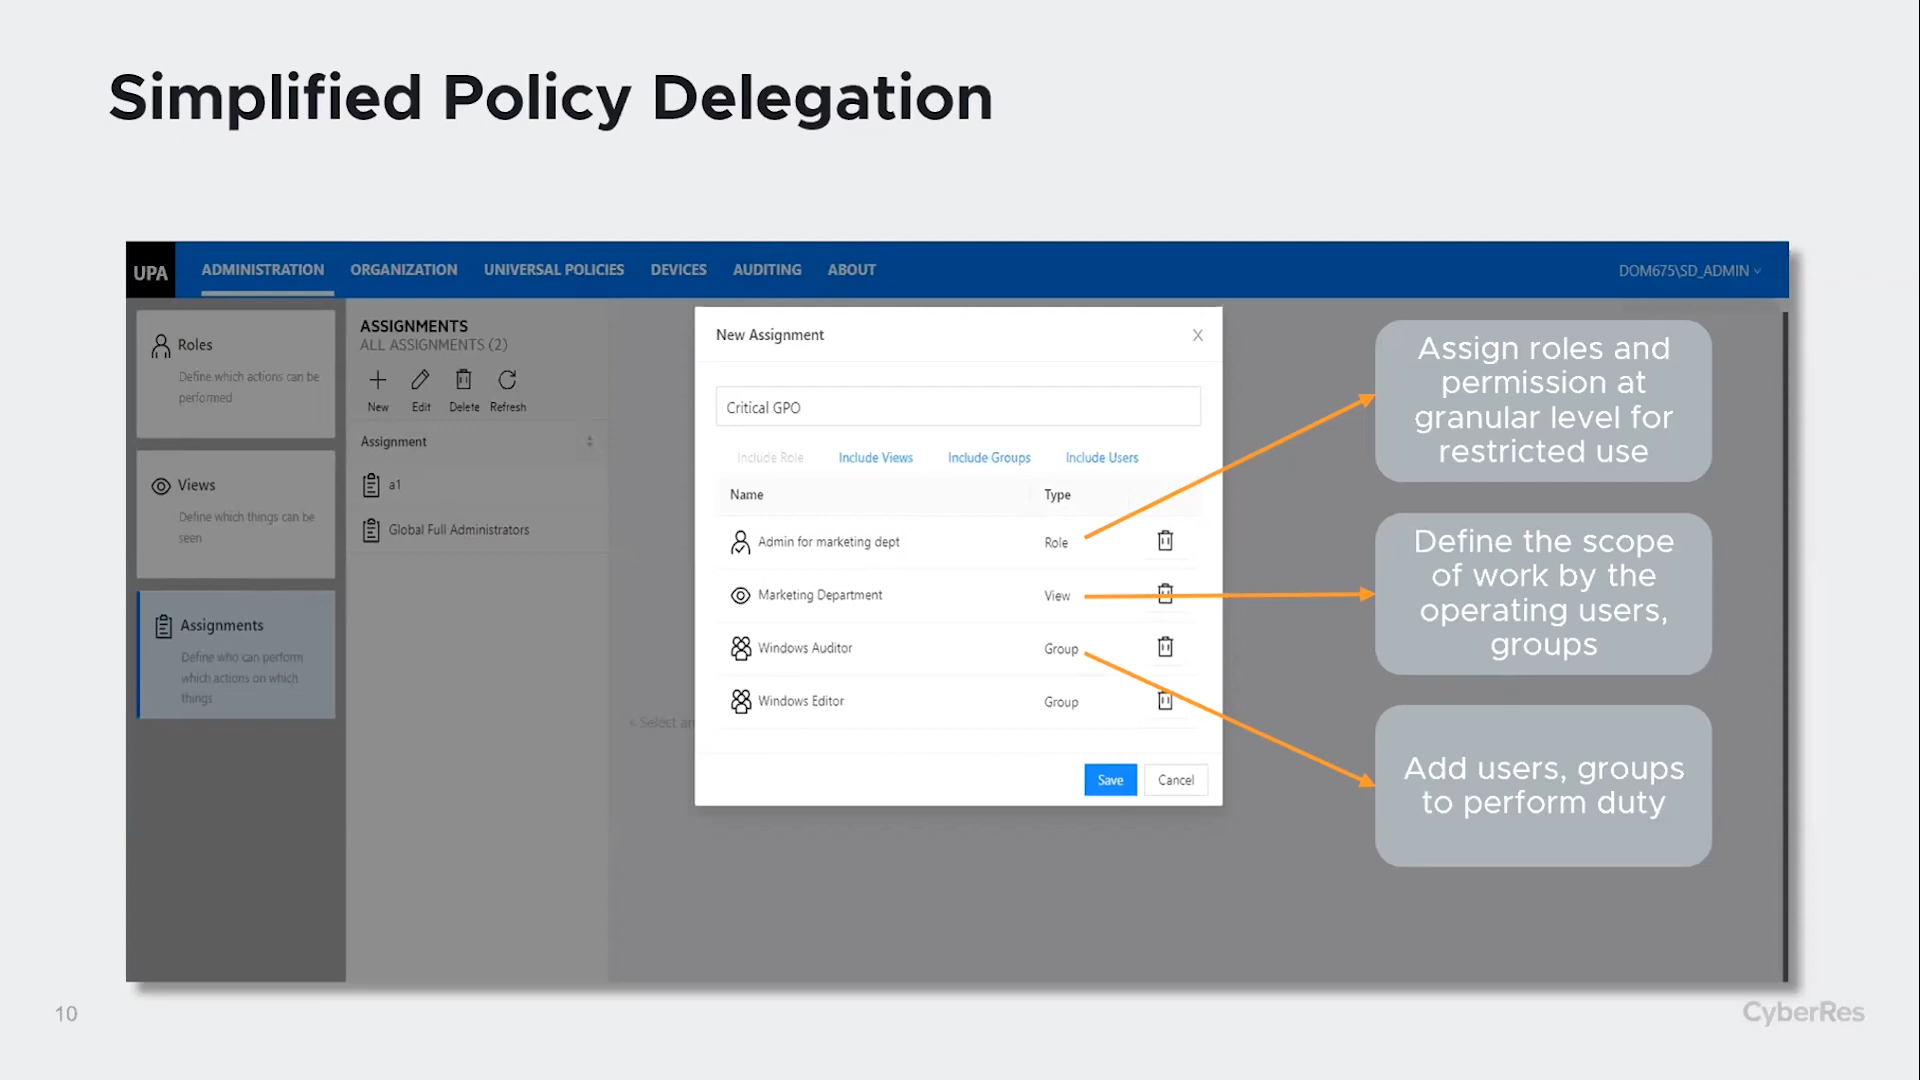 Simplified Policy Delegation
UPA
ADMINISTRATION
ORGANIZATION
UNIVERSAL POLICIES
DEVICES
AUDITING
ABOUT
DOM675\SD_ADMIN
Roles
Define which actions can be
performed
Views
Define which things can be
seen
Assignments
Define who can perform
which actions on which
things
ASSIGNMENTS
ALL ASSIGNMENTS (2)
New
Edit
Delete
Refresh
Assignment
a1
Global Full Administrators
< Select an
New Assignment
X
Critical GPO
Include Role
Include Views
Include Groups
Include Users
Name
Type
Admin for marketing dept
Role
Marketing Department
View
Windows Auditor
Group
Windows Editor
Group
Save
Cancel
Assign roles and
permission at
granular level for
restricted use
Define the scope
of work by the
operating users,
groups
Add users, groups
to perform duty
10
CyberRes